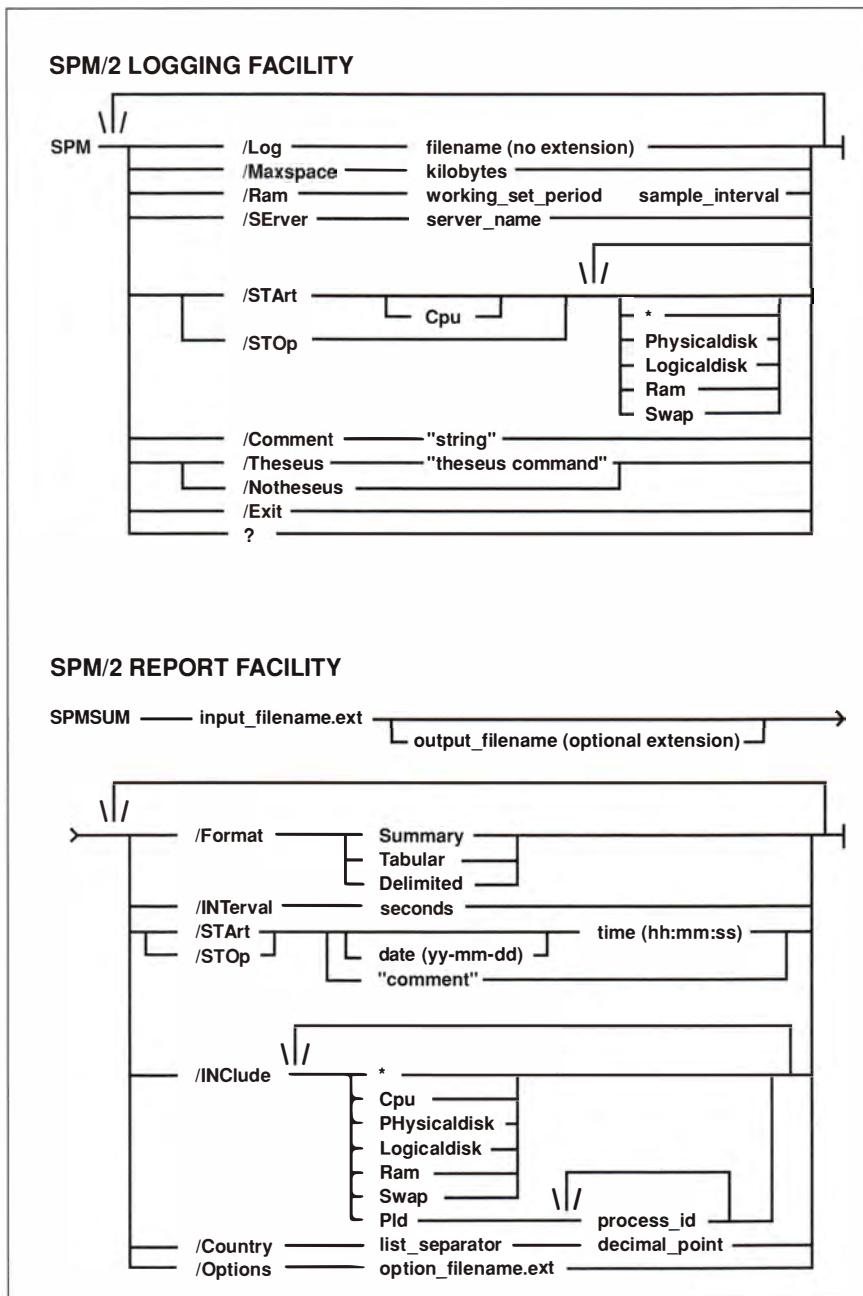 SPM/2 LOGGING FACILITY
SPM
/Log filename (no extension)
/Maxspace kilobytes
/Ram working_set_period sample_interval
/SErver server_name
/STArt
Cpu
*
/STOp
Physicaldisk
Logicaldisk
Ram
Swap
/Comment "string"
/Theseus "theseus command"
/Notheseus
/Exit
?
SPM/2 REPORT FACILITY
SPMSUM input_filename.ext
output_filename (optional extension)
/Format Summary
Tabular
Delimited
/INTerval seconds
/STArt time (hh:mm:ss)
/STOp date (yy-mm-dd)
"comment"
/INClude *
Cpu
PHysicaldisk
Logicaldisk
Ram
Swap
PId process_id
/Country list_separator decimal_point
/Options option_filename.ext